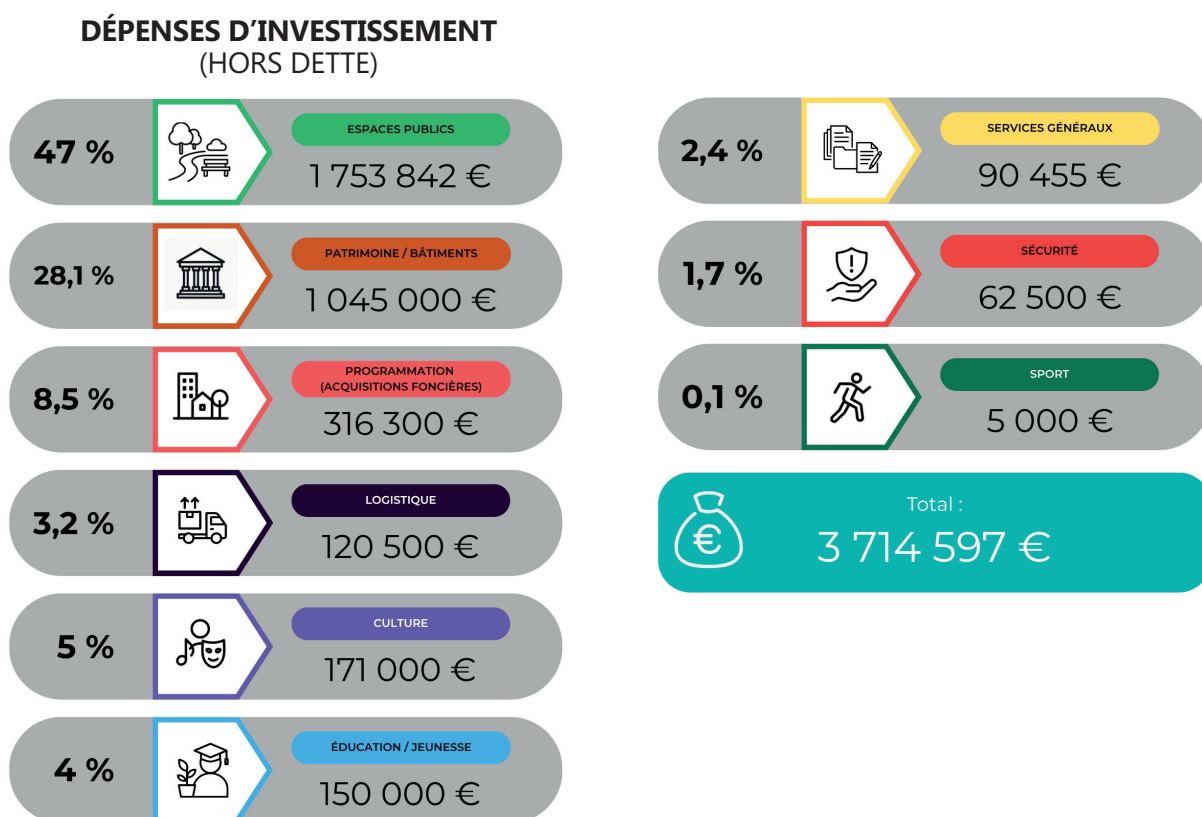 DÉPENSES D’INVESTISSEMENT
(HORS DETTE)
47 %
ESPACES PUBLICS
1 753 842 €
28,1 %
PATRIMOINE / BÂTIMENTS
1 045 000 €
8,5 %
PROGRAMMATION
(ACQUISITIONS FONCIÈRES)
316 300 €
3,2 %
LOGISTIQUE
120 500 €
5 %
CULTURE
171 000 €
4 %
ÉDUCATION / JEUNESSE
150 000 €
2,4 %
SERVICES GÉNÉRAUX
90 455 €
1,7 %
SÉCURITÉ
62 500 €
0,1 %
SPORT
5 000 €
€
Total :
3 714 597 €